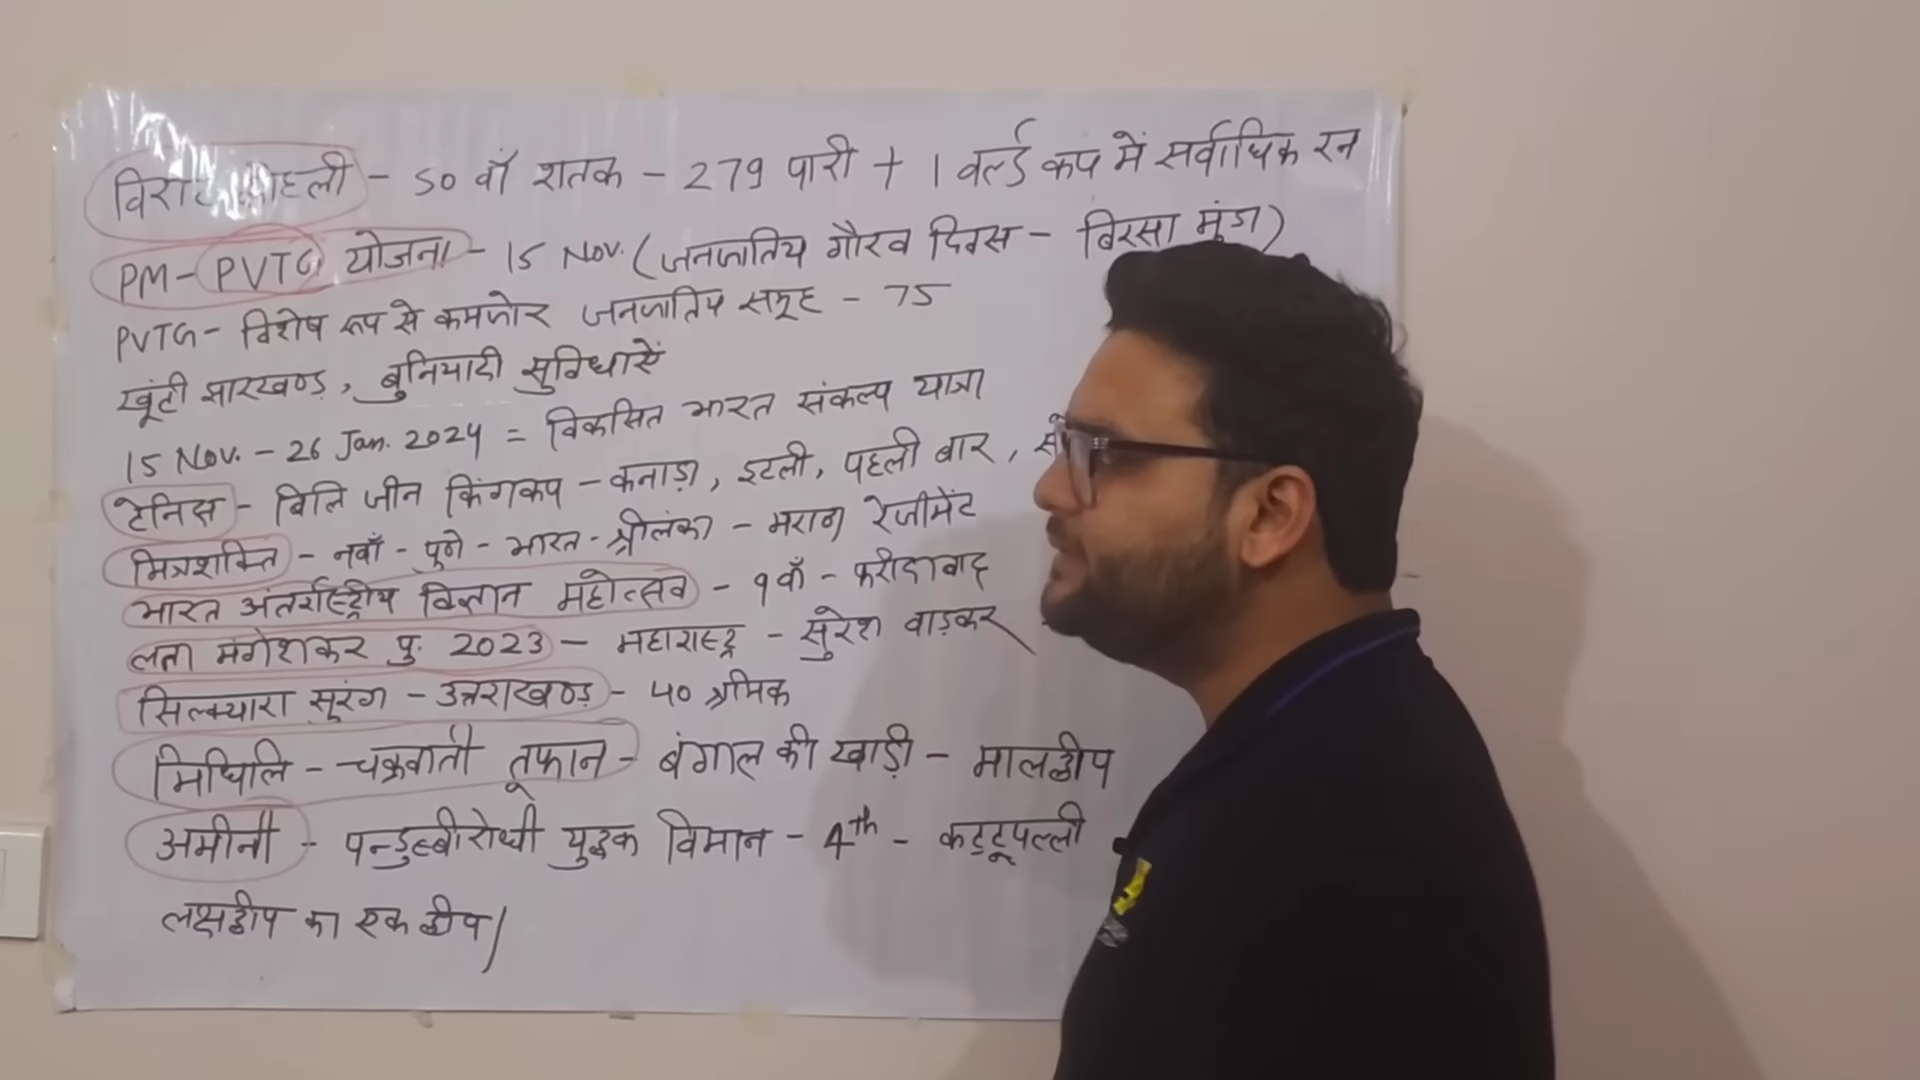 विराट कोहली - 50 वाँ शतक - 279 पारी + 1 वर्ल्ड कप में सर्वाधिक रन
PM-PVTG योजना - 15 Nov. (जनजातिय गौरव दिवस - बिरसा मुंडा)
PVTG - विशेष रूप से कमजोर जनजातिय समूह - 75
खूंटी झारखण्ड, बुनियादी सुविधाएें
15 Nov. - 26 Jan. 2024 = विकसित भारत संकल्प यात्रा
टेनिस - बिलि जीन किंगकप - कनाड़ा, इटली, पहली बार,
मित्रशक्ति - नवाँ - पुणे - भारत - श्रीलंका - मराठा रेजीमेंट
भारत अंतर्राष्ट्रीय विज्ञान महोत्सव - 9वाँ - फरीदाबाद
लता मंगेशकर पु. 2023 - महाराष्ट्र - सुरेश वाड़कर
सिल्क्यारा सुरंग - उत्तराखण्ड - 40 श्रमिक
मिधिलि - चक्रवाती तूफान - बंगाल की खाड़ी - मालद्वीप
अमीनी - पनडुब्बीरोधी युद्धक विमान - 4th - कट्टूपल्ली
लक्षद्वीप का एक द्वीप/